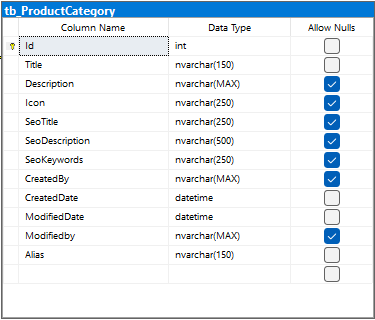 tb_ProductCategory
Column Name Data Type Allow Nulls
Id int
Title nvarchar(150)
Description nvarchar(MAX)
Icon nvarchar(250)
SeoTitle nvarchar(250)
SeoDescription nvarchar(500)
SeoKeywords nvarchar(250)
CreatedBy nvarchar(MAX)
CreatedDate datetime
ModifiedDate datetime
Modifiedby nvarchar(MAX)
Alias nvarchar(150)